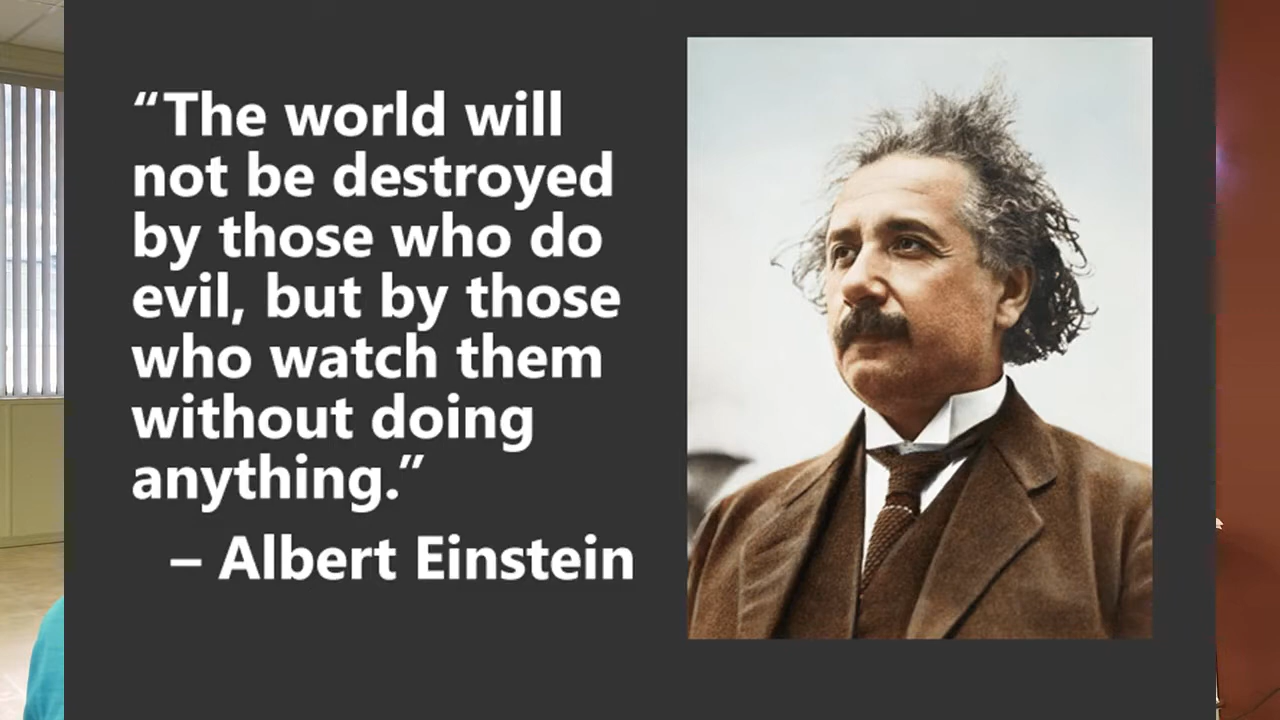 “The world will
not be destroyed
by those who do
evil, but by those
who watch them
without doing
anything.”
– Albert Einstein